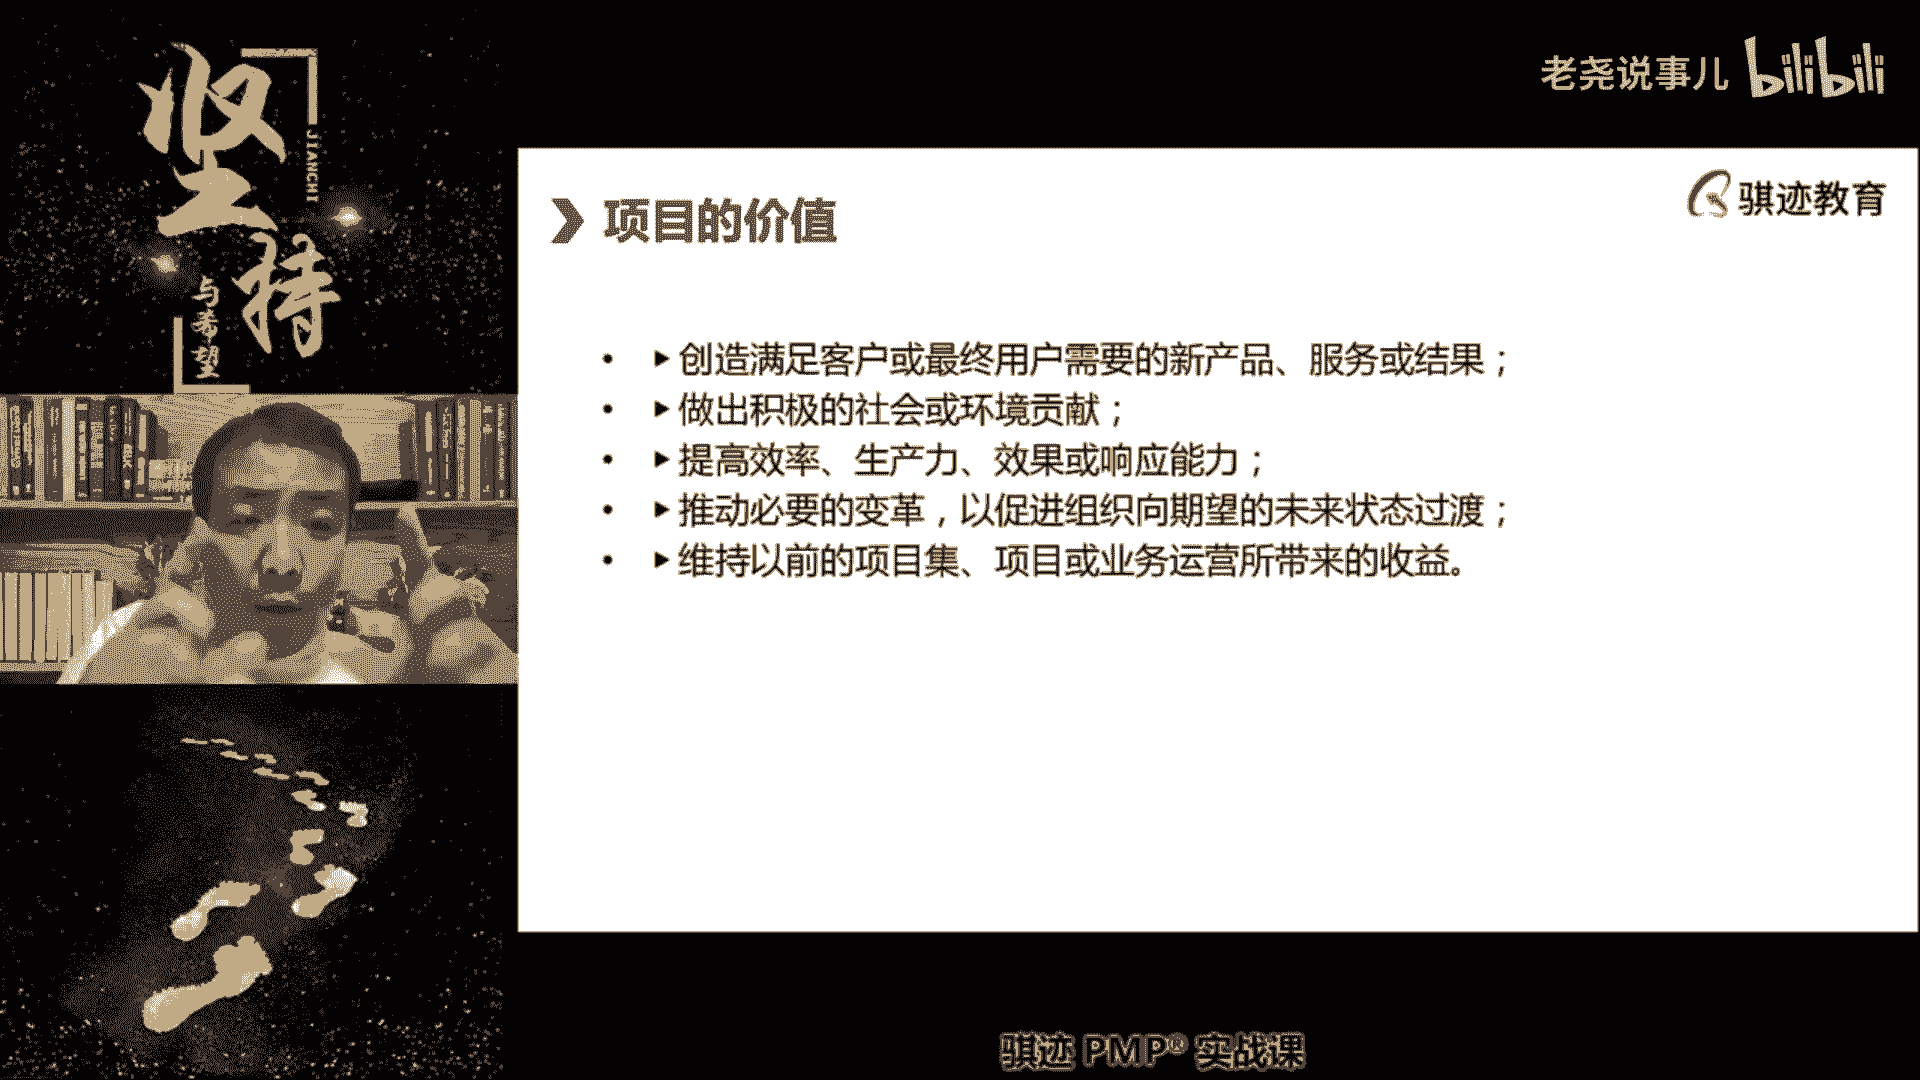 坚持
JIANCHI
与希望
老尧说事儿 bilibili
骐迹教育
项目的价值
• ▶创造满足客户或最终用户需要的新产品、服务或结果；
• ▶做出积极的社会或环境贡献；
• ▶提高效率、生产力、效果或响应能力；
• ▶推动必要的变革，以促进组织向期望的未来状态过渡；
• ▶维持以前的项目集、项目或业务运营所带来的收益。
骐迹 PMP® 实战课